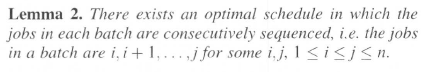 Lemma 2. There exists an optimal schedule in which the
jobs in each batch are consecutively sequenced, i.e. the jobs
in a batch are i, i + 1, . . . , j for some i, j, 1 ≤ i ≤ j ≤ n.